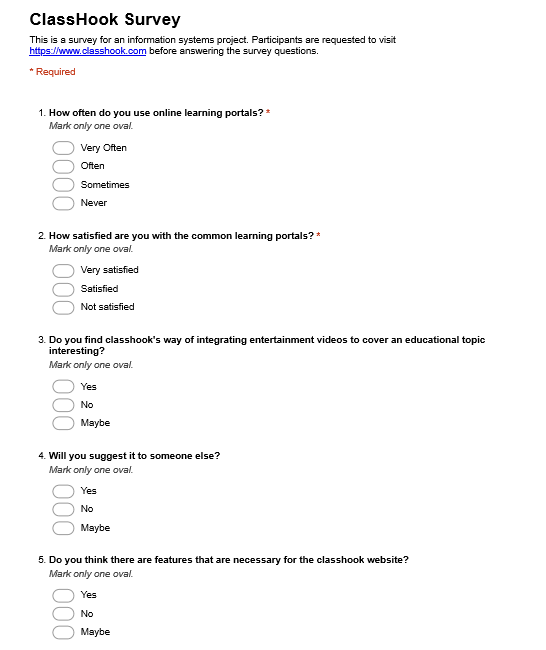 ClassHook Survey
This is a survey for an information systems project. Participants are requested to visit
https://www.classhook.com before answering the survey questions.
* Required
1. How often do you use online learning portals? *
Mark only one oval.
Very Often
Often
Sometimes
Never
2. How satisfied are you with the common learning portals? *
Mark only one oval.
Very satisfied
Satisfied
Not satisfied
3. Do you find classhook's way of integrating entertainment videos to cover an educational topic
interesting?
Mark only one oval.
Yes
No
Maybe
4. Will you suggest it to someone else?
Mark only one oval.
Yes
No
Maybe
5. Do you think there are features that are necessary for the classhook website?
Mark only one oval.
Yes
No
Maybe